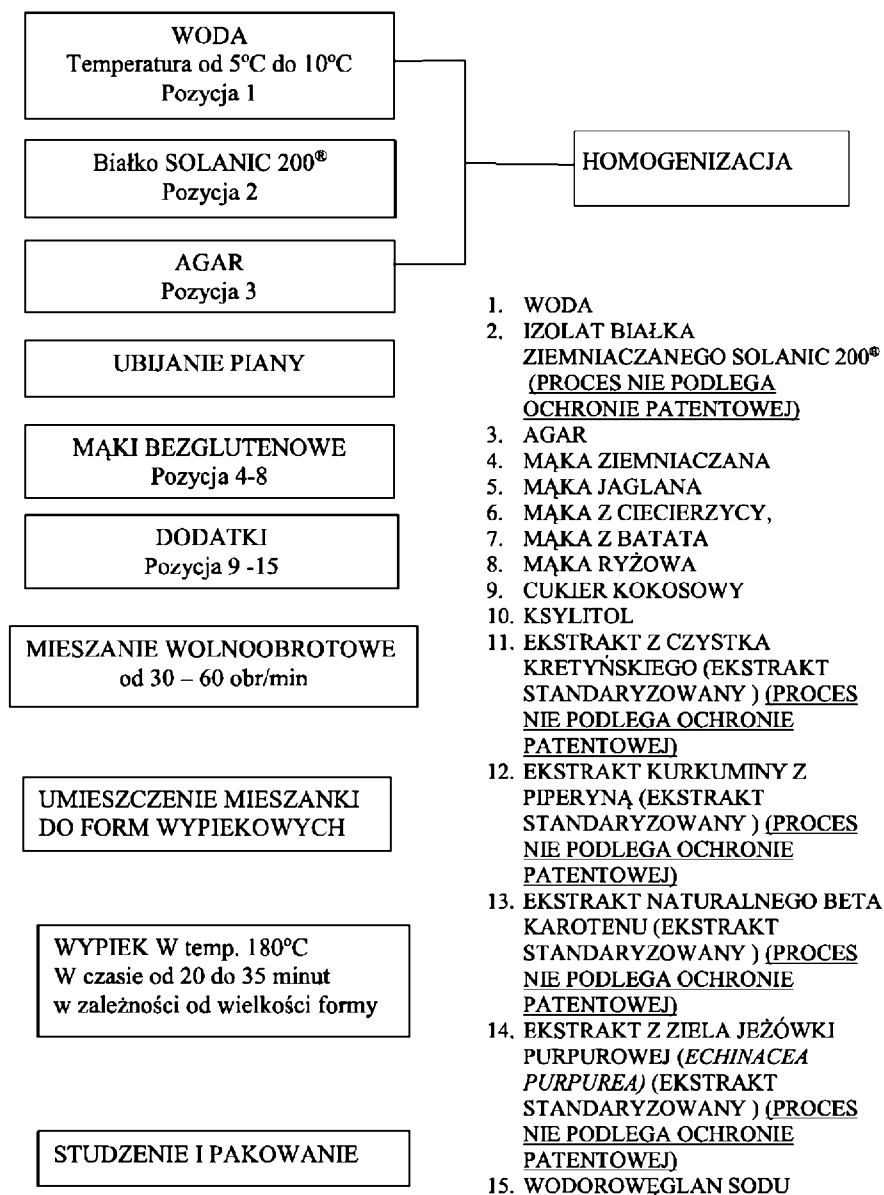 WODA
Temperatura od 5°C do 10°C
Pozycja 1
Białko SOLANIC 200®
Pozycja 2
AGAR
Pozycja 3
HOMOGENIZACJA
UBIJANIE PIANY
MĄKI BEZGLUTENOWE
Pozycja 4-8
DODATKI
Pozycja 9 -15
MIESZANIE WOLNOOBROTOWE
od 30 – 60 obr/min
UMIESZCZENIE MIESZANKI
DO FORM WYPIEKOWYCH
WYPIEK W temp. 180°C
W czasie od 20 do 35 minut
w zależności od wielkości formy
STUDZENIE I PAKOWANIE
1. WODA
2. IZOLAT BIAŁKA
ZIEMNIACZANEGO SOLANIC 200®
(PROCES NIE PODLEGA
OCHRONIE PATENTOWEJ)
3. AGAR
4. MĄKA ZIEMNIACZANA
5. MĄKA JAGLANA
6. MĄKA Z CIECIERZYCY,
7. MĄKA Z BATATA
8. MĄKA RYŻOWA
9. CUKIER KOKOSOWY
10. KSYLITOL
11. EKSTRAKT Z CZYSTKA
KRETYŃSKIEGO (EKSTRAKT
STANDARYZOWANY ) (PROCES
NIE PODLEGA OCHRONIE
PATENTOWEJ)
12. EKSTRAKT KURKUMINY Z
PIPERYNĄ (EKSTRAKT
STANDARYZOWANY ) (PROCES
NIE PODLEGA OCHRONIE
PATENTOWEJ)
13. EKSTRAKT NATURALNEGO BETA
KAROTENU (EKSTRAKT
STANDARYZOWANY ) (PROCES
NIE PODLEGA OCHRONIE
PATENTOWEJ)
14. EKSTRAKT Z ZIELA JEŻÓWKI
PURPUROWEJ (ECHINACEA
PURPUREA) (EKSTRAKT
STANDARYZOWANY ) (PROCES
NIE PODLEGA OCHRONIE
PATENTOWEJ)
15. WODOROWĘGLAN SODU